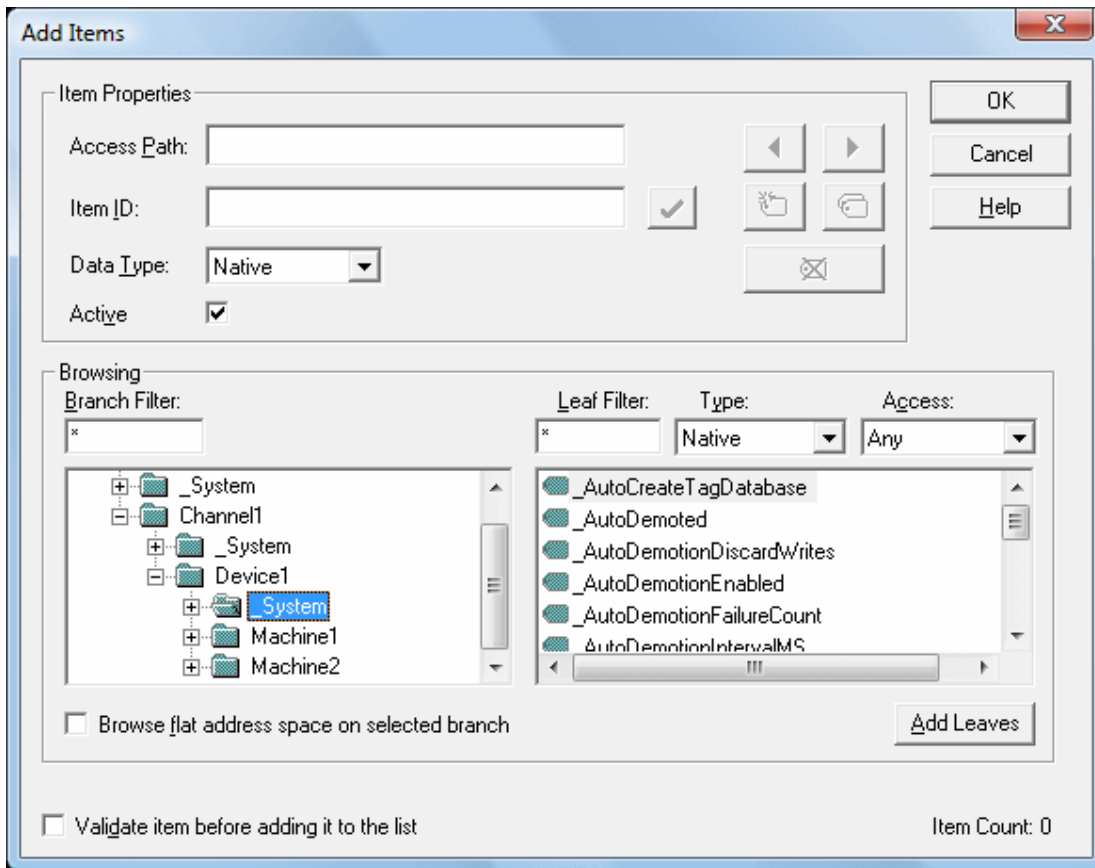 Add Items
Item Properties
Access Path:
Item ID:
Data Type: Native
Active
OK
Cancel
Help
Browsing
Branch Filter:
*
Leaf Filter: Type: Access:
* Native Any
_System
Channel1
_System
Device1
_System
Machine1
Machine2
_AutoCreateTagDatabase
_AutoDemoted
_AutoDemotionDiscardWrites
_AutoDemotionEnabled
_AutoDemotionFailureCount
_AutoDemotionIntervalMS
Browse flat address space on selected branch
Add Leaves
Validate item before adding it to the list
Item Count: 0